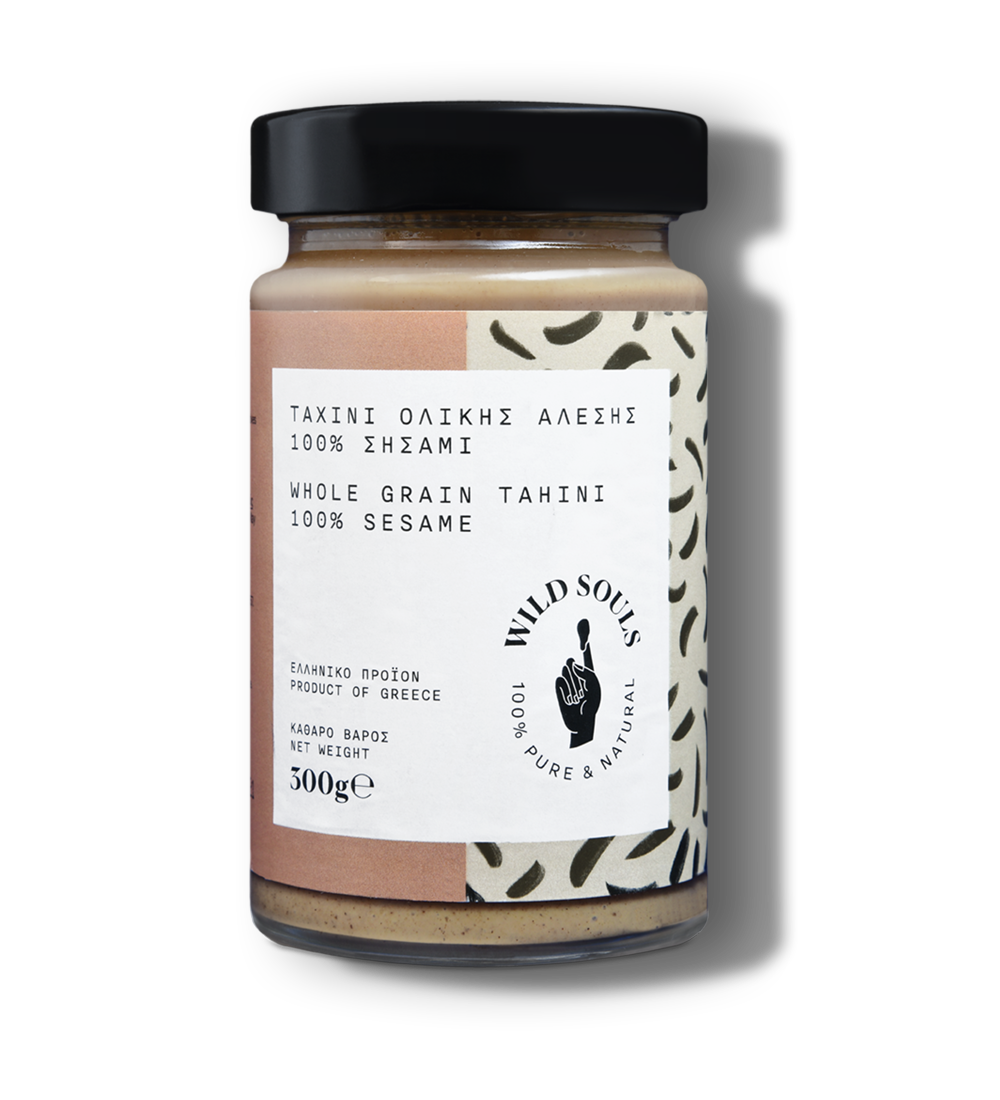 ΤΑΧΙΝΙ ΟΛΙΚΗΣ ΑΛΕΣΗΣ
100% ΣΗΣΑΜΙ
WHOLE GRAIN TAHINI
100% SESAME
WILD SOULS
100% PURE & NATURAL
ΕΛΛΗΝΙΚΟ ΠΡΟΪΟΝ
PRODUCT OF GREECE
ΚΑΘΑΡΟ ΒΑΡΟΣ
NET WEIGHT
300g℮